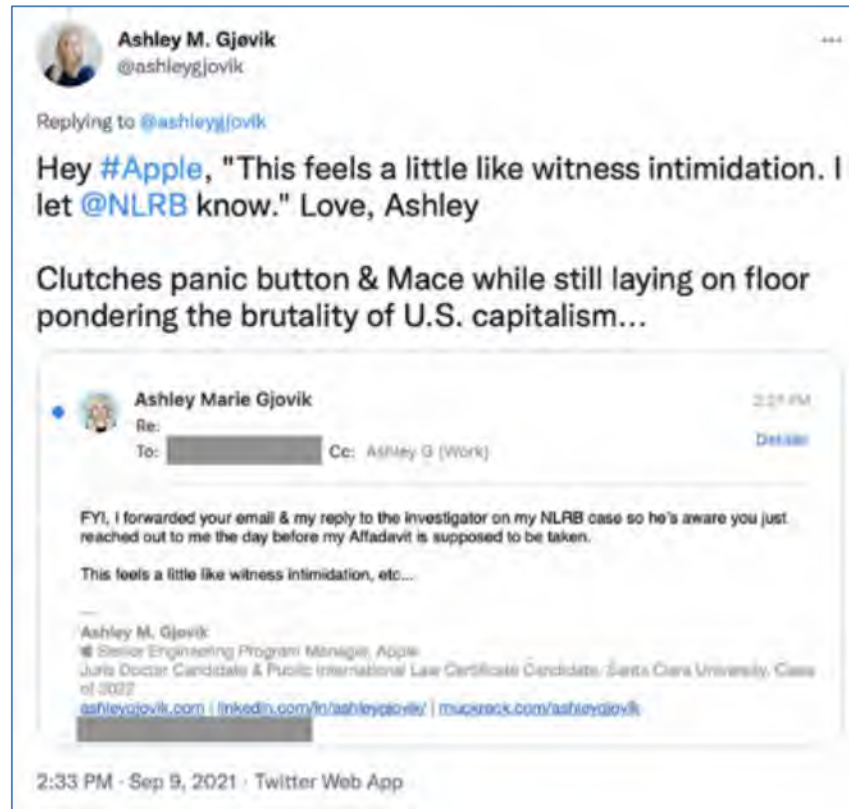 Ashley M. Gjøvik
@ashleygjovik
Replying to @ashleygjovik
Hey #Apple, "This feels a little like witness intimidation. I
let @NLRB know." Love, Ashley
Clutches panic button & Mace while still laying on floor
pondering the brutality of U.S. capitalism...
Ashley Marie Gjovik
2:27 PM
Re:
To: Cc: Ashley G (Work)
Details
FYI, I forwarded your email & my reply to the investigator on my NLRB case so he's aware you just
reached out to me the day before my Affadavit is supposed to be taken.
This feels a little like witness intimidation, etc...
—
Ashley M. Gjovik
Senior Engineering Program Manager, Apple
Juris Doctor Candidate & Public International Law Certificate Candidate, Santa Clara University, Class
of 2022
ashleygjovik.com | linkedin.com/in/ashleygjovik/ | muckrack.com/ashleygjovik
2:33 PM · Sep 9, 2021 · Twitter Web App